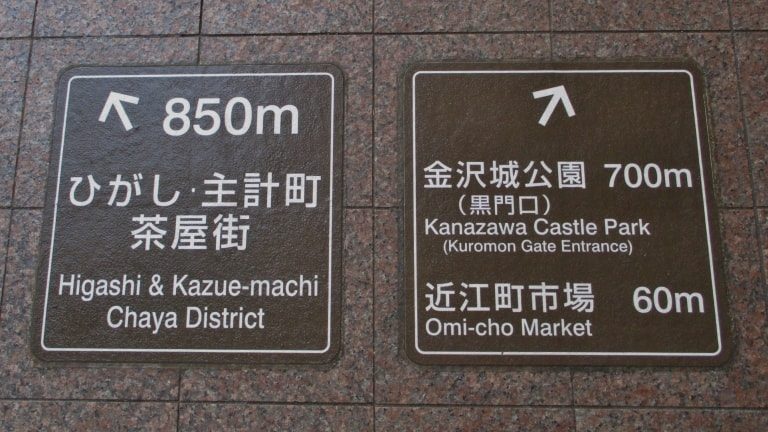 850m
ひがし・主計町
茶屋街
Higashi & Kazue-machi
Chaya District
金沢城公園 700m
（黒門口）
Kanazawa Castle Park
(Kuromon Gate Entrance)
近江町市場 60m
Omi-cho Market